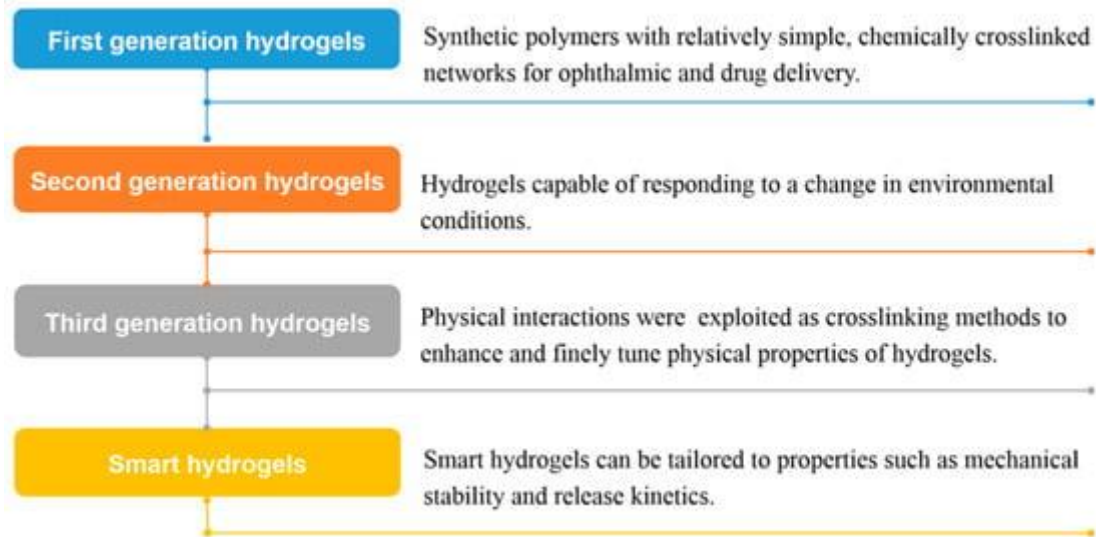 First generation hydrogels
Synthetic polymers with relatively simple, chemically crosslinked
networks for ophthalmic and drug delivery.
Second generation hydrogels
Hydrogels capable of responding to a change in environmental
conditions.
Third generation hydrogels
Physical interactions were exploited as crosslinking methods to
enhance and finely tune physical properties of hydrogels.
Smart hydrogels
Smart hydrogels can be tailored to properties such as mechanical
stability and release kinetics.